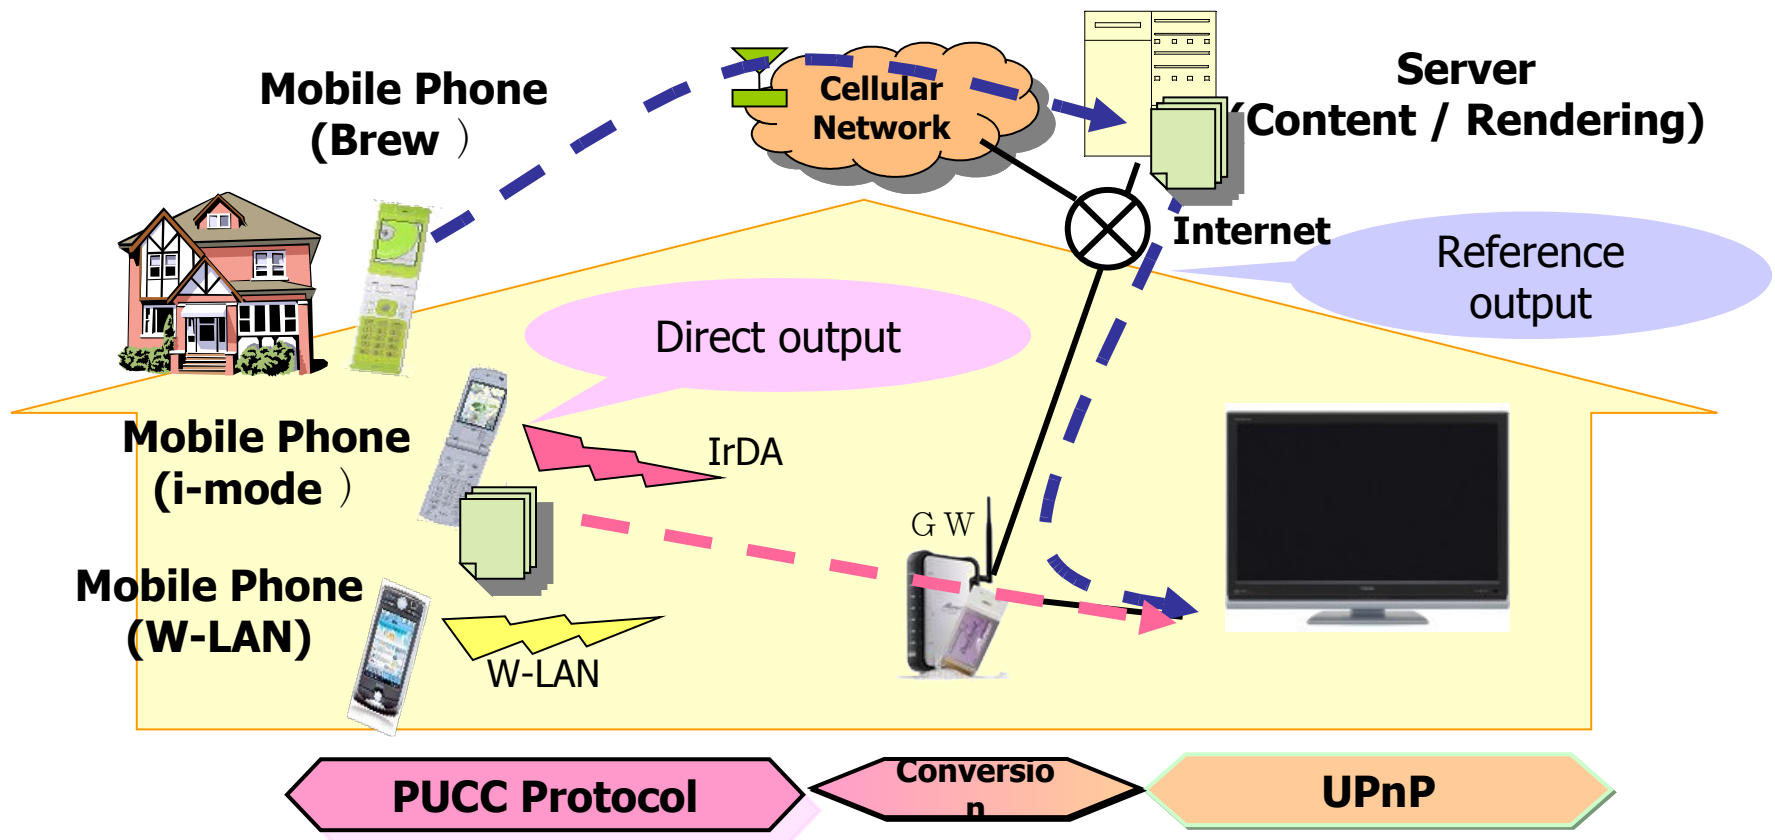 Mobile Phone
(Brew ）
Cellular
Network
Server
(Content / Rendering)
Internet
Reference
output
Direct output
Mobile Phone
(i-mode ）
IrDA
ＧＷ
Mobile Phone
(W-LAN)
W-LAN
PUCC Protocol
Conversio
n
UPnP